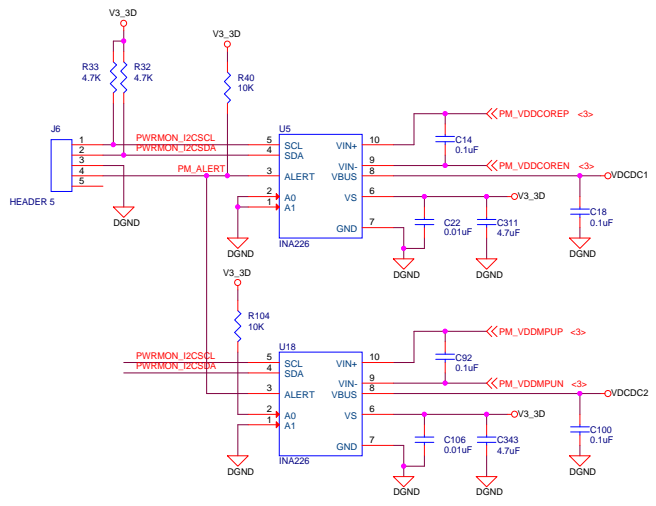 V3_3D
V3_3D
R33
4.7K
R32
4.7K
R40
10K
J6
1
2
3
4
5
HEADER 5
PWRMON_I2CSCL
PWRMON_I2CSDA
PM_ALERT
DGND
U5
5 SCL
4 SDA
3 ALERT
2 A0
1 A1
VIN+ 10
VIN- 9
VBUS 8
VS 6
GND 7
INA226
DGND
PM_VDDCOREP <3>
C14
0.1uF
PM_VDDCOREN <3>
VDCDC1
V3_3D
C22
0.01uF
C311
4.7uF
C18
0.1uF
DGND
DGND
DGND
V3_3D
R104
10K
PWRMON_I2CSCL
PWRMON_I2CSDA
U18
5 SCL
4 SDA
3 ALERT
2 A0
1 A1
VIN+ 10
VIN- 9
VBUS 8
VS 6
GND 7
INA226
DGND
PM_VDDMPUP <3>
C92
0.1uF
PM_VDDMPUN <3>
VDCDC2
V3_3D
C106
0.01uF
C343
4.7uF
C100
0.1uF
DGND
DGND
DGND